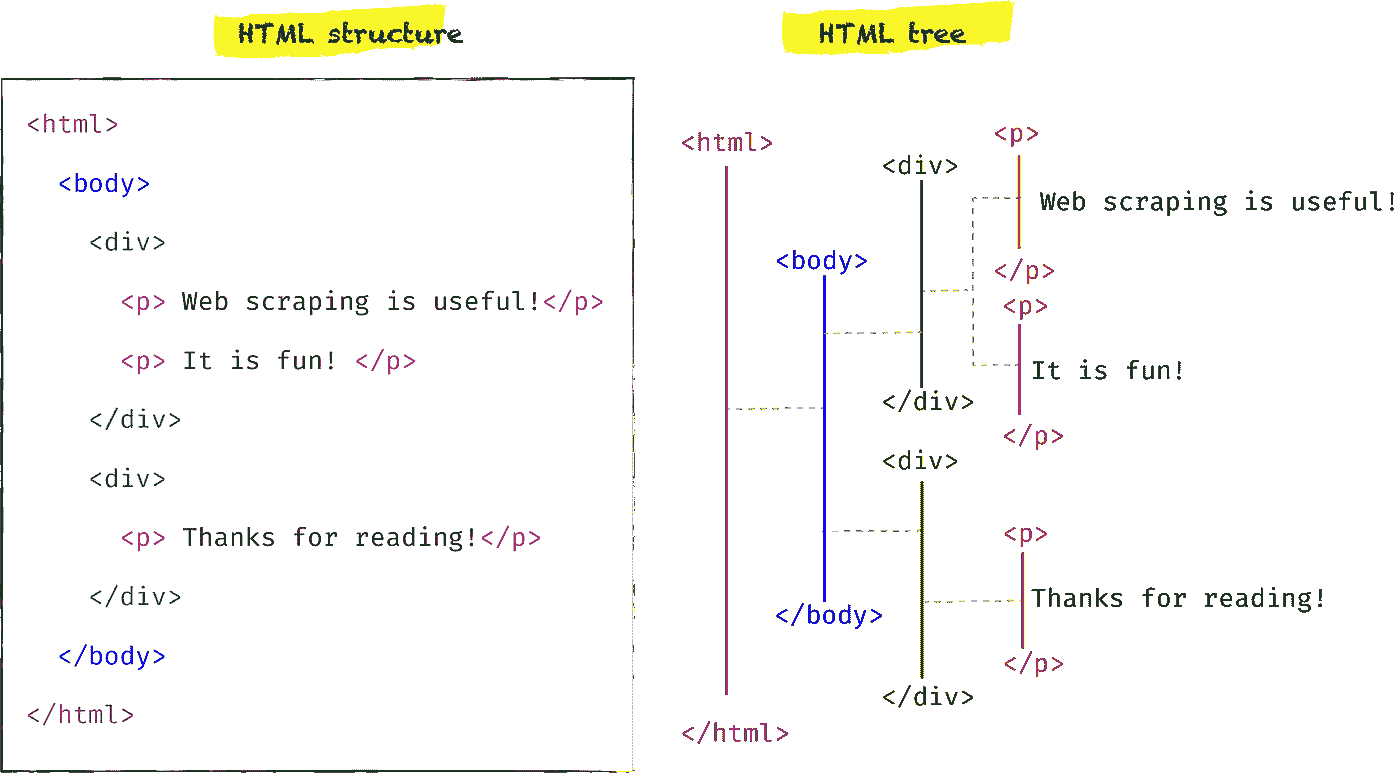 HTML structure
<html>
<body>
<div>
<p> Web scraping is useful!</p>
<p> It is fun! </p>
</div>
<div>
<p> Thanks for reading!</p>
</div>
</body>
</html>
HTML tree
<html>
<body>
<div>
<p>
Web scraping is useful!
</p>
<p>
It is fun!
</p>
</div>
<div>
<p>
Thanks for reading!
</p>
</div>
</body>
</html>